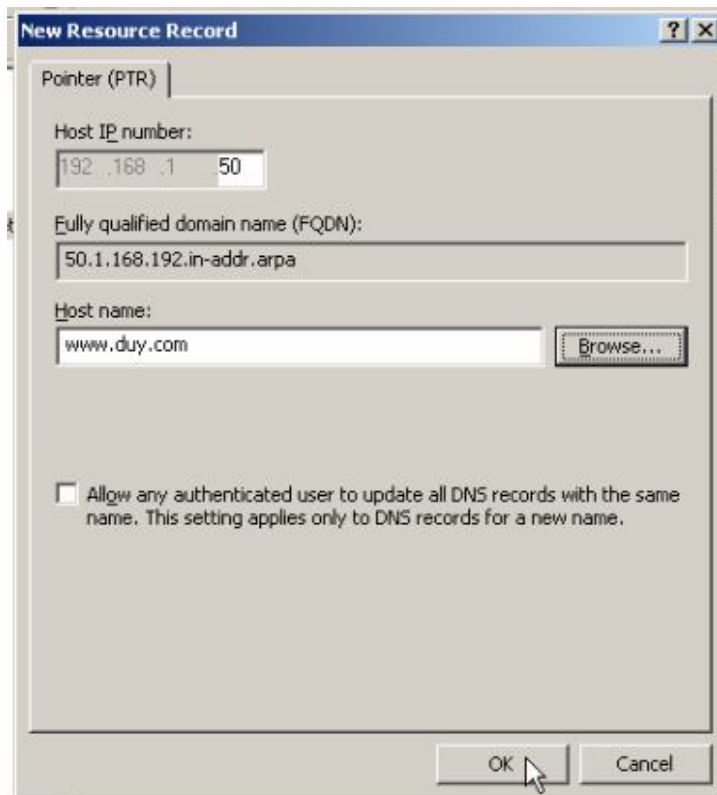 New Resource Record
Pointer (PTR)
Host IP number:
192 .168 .1 .50
Fully qualified domain name (FQDN):
50.1.168.192.in-addr.arpa
Host name:
www.duy.com
Browse...
Allow any authenticated user to update all DNS records with the same
name. This setting applies only to DNS records for a new name.
OK
Cancel